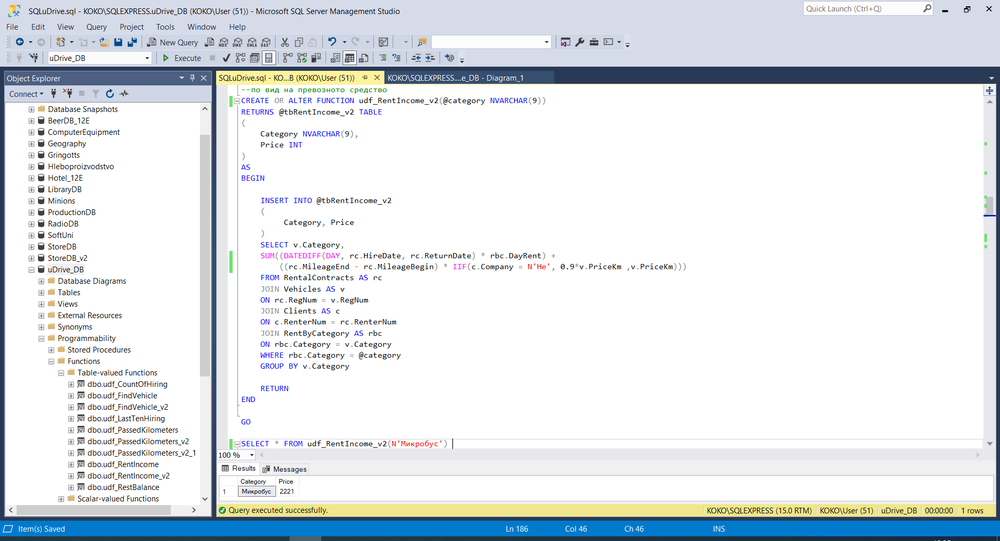 SQLuDrive.sql - KOKO\SQLEXPRESS.uDrive_DB (KOKO\User (51)) - Microsoft SQL Server Management Studio
Quick Launch (Ctrl+Q)
File Edit View Query Project Tools Window Help
New Query MDX DMX XMLA DAX
uDrive_DB Execute
Object Explorer
Connect
Database Snapshots
BeerDB_12E
ComputerEquipment
Geography
Gringotts
Hleboproizvodstvo
Hotel_12E
LibraryDB
Minions
ProductionDB
RadioDB
SoftUni
StoreDB
StoreDB_v2
uDrive_DB
Database Diagrams
Tables
Views
External Resources
Synonyms
Programmability
Stored Procedures
Functions
Table-valued Functions
dbo.udf_CountOfHiring
dbo.udf_FindVehicle
dbo.udf_FindVehicle_v2
dbo.udf_LastTenHiring
dbo.udf_PassedKilometers
dbo.udf_PassedKilometers_v2
dbo.udf_PassedKilometers_v2_1
dbo.udf_RentIncome
dbo.udf_RentIncome_v2
dbo.udf_RestBalance
Scalar-valued Functions
SQLuDrive.sql - KO...B (KOKO\User (51)) KOKO\SQLEXPRESS....e_DB - Diagram_1
--по вид на превозното средство
CREATE OR ALTER FUNCTION udf_RentIncome_v2(@category NVARCHAR(9))
RETURNS @tbRentIncome_v2 TABLE
(
Category NVARCHAR(9),
Price INT
)
AS
BEGIN
INSERT INTO @tbRentIncome_v2
(
Category, Price
)
SELECT v.Category,
SUM((DATEDIFF(DAY, rc.HireDate, rc.ReturnDate) * rbc.DayRent) +
((rc.MileageEnd - rc.MileageBegin) * IIF(c.Company = N'Не', 0.9*v.PriceKm ,v.PriceKm)))
FROM RentalContracts AS rc
JOIN Vehicles AS v
ON rc.RegNum = v.RegNum
JOIN Clients AS c
ON c.RenterNum = rc.RenterNum
JOIN RentByCategory AS rbc
ON rbc.Category = v.Category
WHERE rbc.Category = @category
GROUP BY v.Category
RETURN
END
GO
SELECT * FROM udf_RentIncome_v2(N'Микробус')
100 %
Results Messages
Category Price
1 Микробус 2221
Query executed successfully. KOKO\SQLEXPRESS (15.0 RTM) KOKO\User (51) uDrive_DB 00:00:00 1 rows
Item(s) Saved Ln 186 Col 46 Ch 46 INS